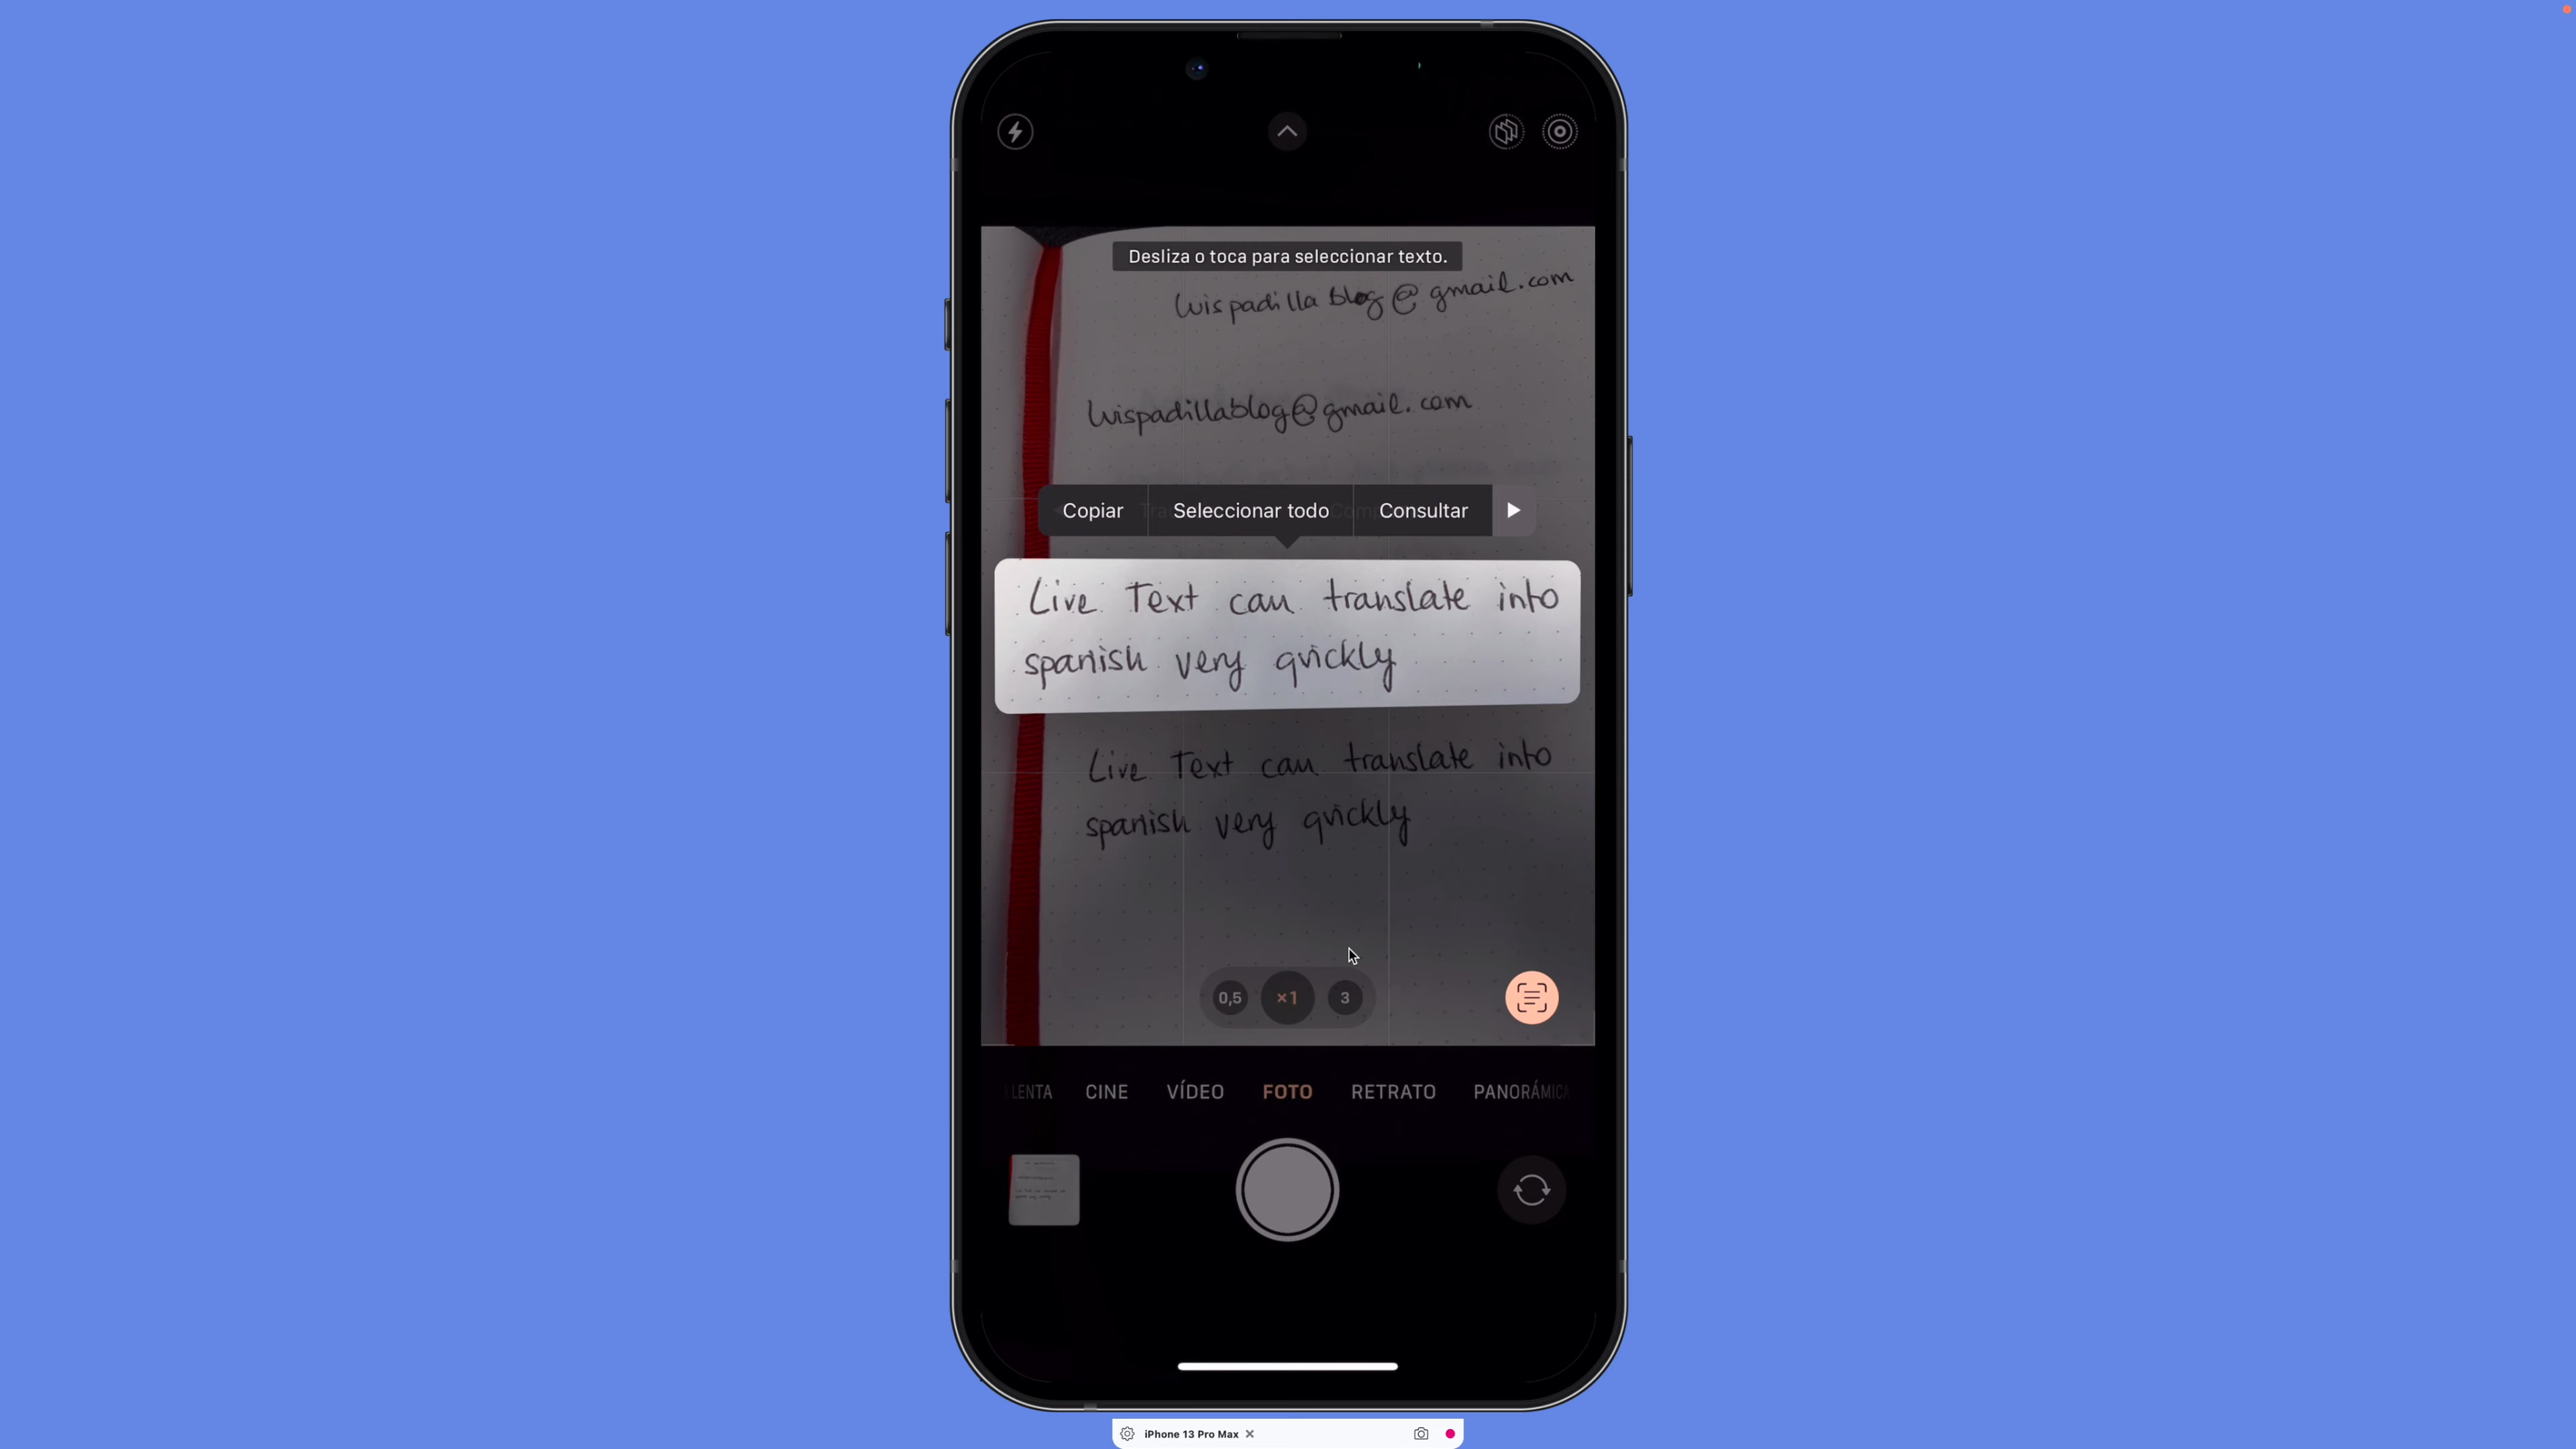 Desliza o toca para seleccionar texto.
luispadillablog@gmail.com
luispadillablog@gmail.com
Copiar Seleccionar todo Consultar
Live Text can translate into
spanish very quickly
Live Text can translate into
spanish very quickly
0,5 ×1 3
LENTA CINE VÍDEO FOTO RETRATO PANORÁMICA
iPhone 13 Pro Max